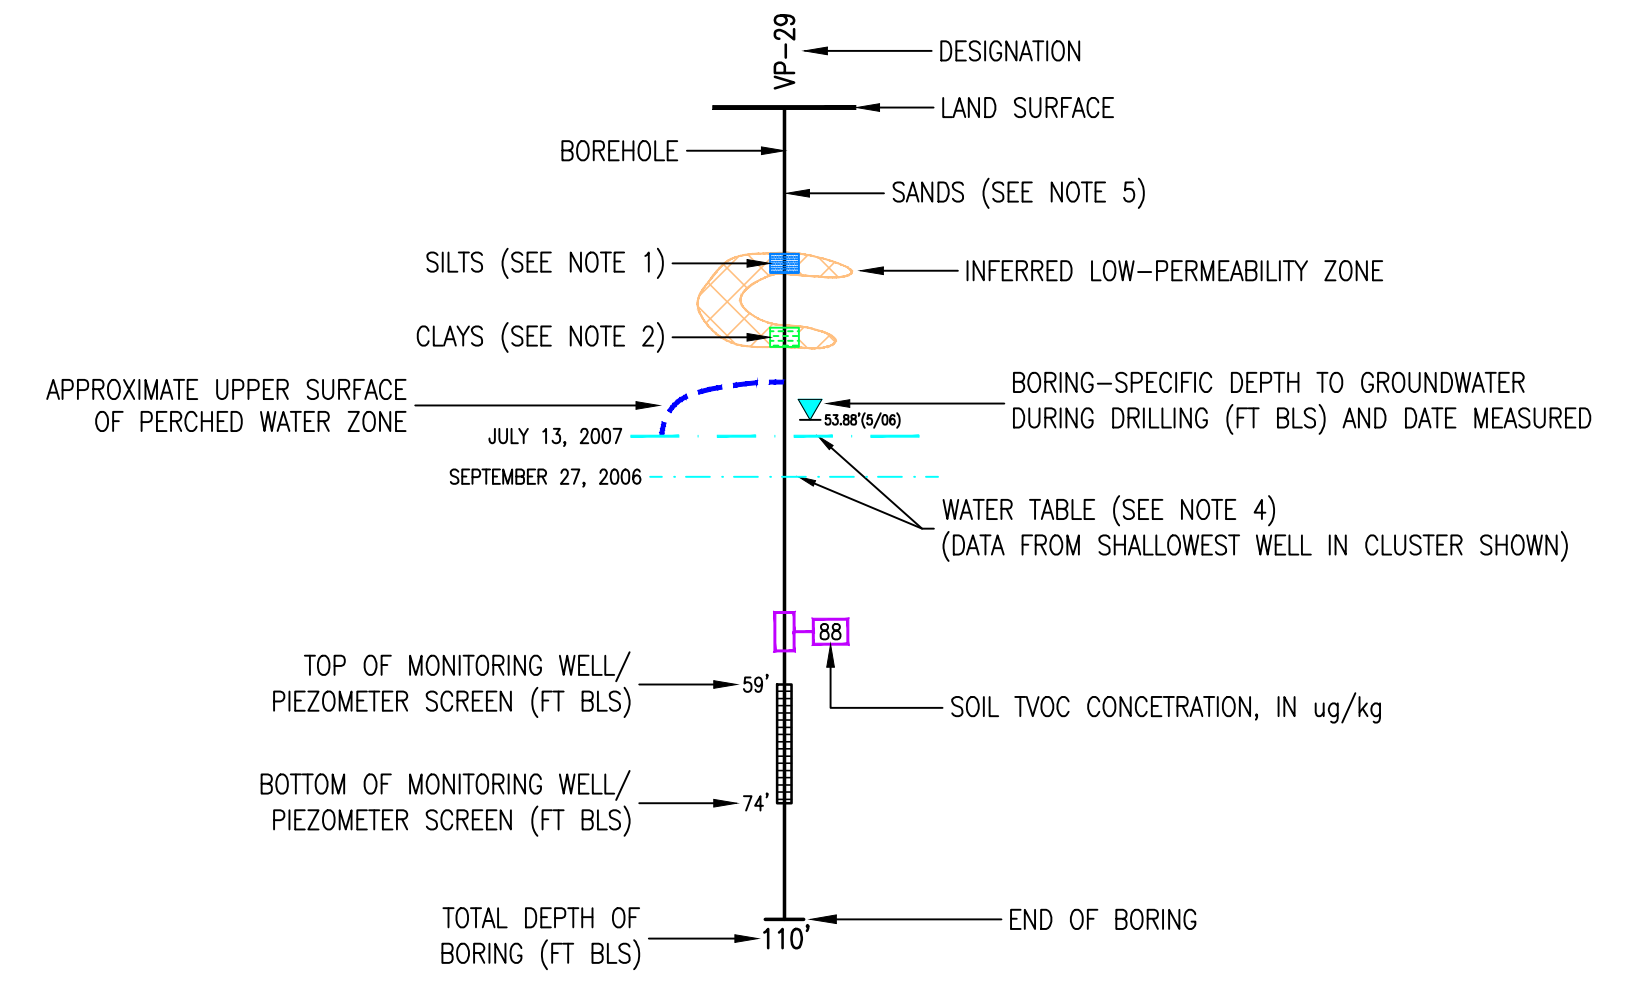 VP-29
DESIGNATION
LAND SURFACE
BOREHOLE
SANDS (SEE NOTE 5)
SILTS (SEE NOTE 1)
INFERRED LOW-PERMEABILITY ZONE
CLAYS (SEE NOTE 2)
APPROXIMATE UPPER SURFACE
OF PERCHED WATER ZONE
BORING-SPECIFIC DEPTH TO GROUNDWATER
DURING DRILLING (FT BLS) AND DATE MEASURED
53.88'(5/06)
JULY 13, 2007
SEPTEMBER 27, 2006
WATER TABLE (SEE NOTE 4)
(DATA FROM SHALLOWEST WELL IN CLUSTER SHOWN)
88
TOP OF MONITORING WELL/
PIEZOMETER SCREEN (FT BLS)
59'
SOIL TVOC CONCETRATION, IN ug/kg
BOTTOM OF MONITORING WELL/
PIEZOMETER SCREEN (FT BLS)
74'
TOTAL DEPTH OF
BORING (FT BLS)
110'
END OF BORING